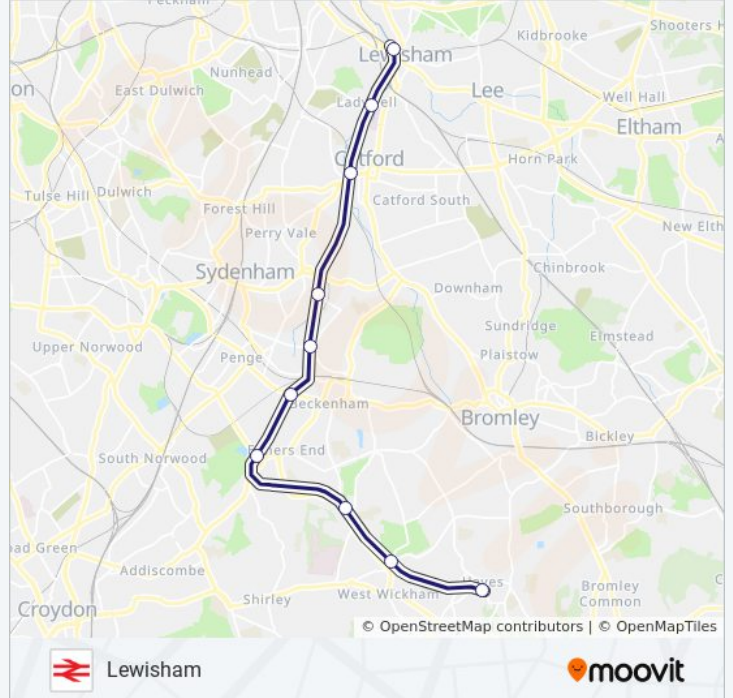 Peckham
Shooters H
Kidbrooke
Lewisham
Nunhead
on
East Dulwich
Lee
Well Hall
Ladywell
Eltham
Catford
Horn Park
Tulse Hill
Dulwich
Catford South
Forest Hill
New Elth
Perry Vale
Sydenham
Chinbrook
Downham
Sundridge
Elmstead
Upper Norwood
Penge
Plaistow
Beckenham
Bromley
Bickley
Elmers End
South Norwood
Southborough
oad Green
Addiscombe
Hayes
Bromley
Common
West Wickham
Shirley
Croydon
© OpenStreetMap contributors | © OpenMapTiles
Lewisham
moovit